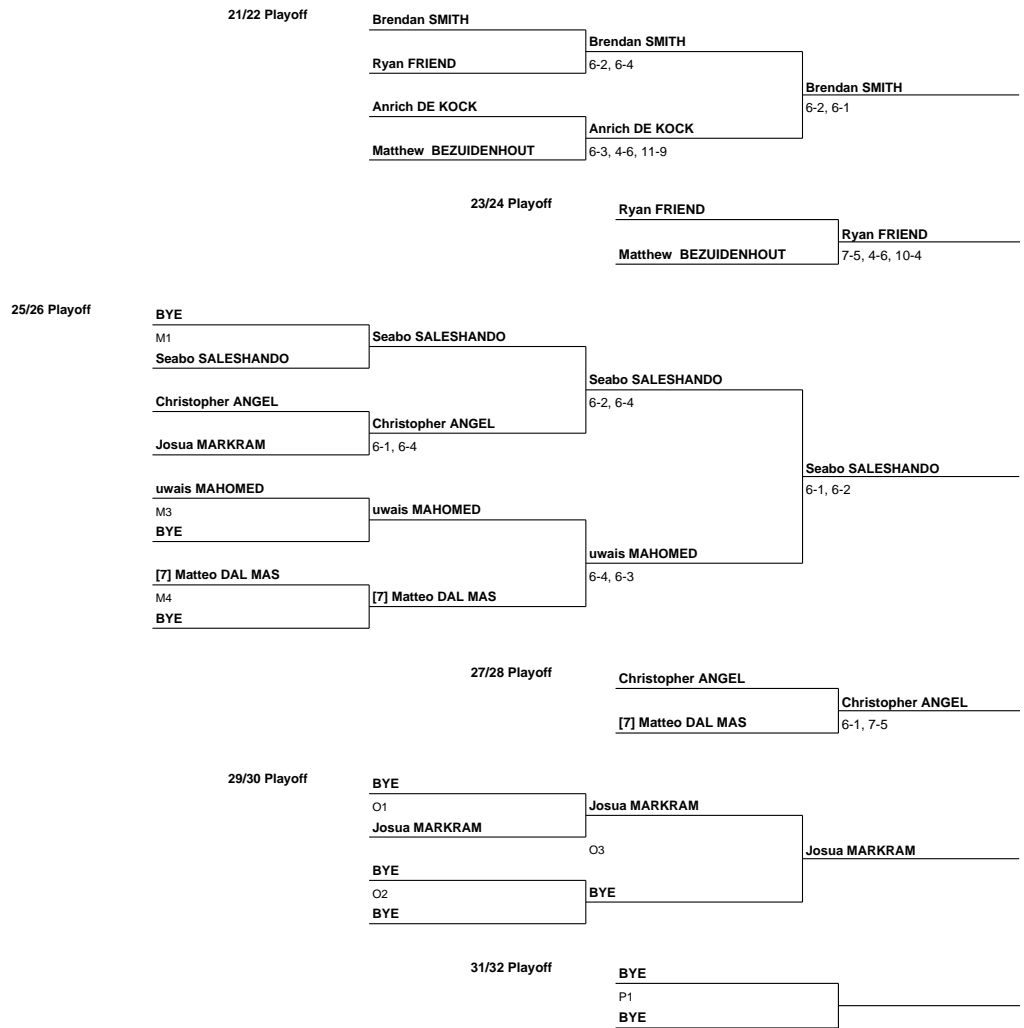 21/22 Playoff
Brendan SMITH
Brendan SMITH
Ryan FRIEND
6-2, 6-4
Brendan SMITH
Anrich DE KOCK
6-2, 6-1
Anrich DE KOCK
Matthew  BEZUIDENHOUT
6-3, 4-6, 11-9
23/24 Playoff
Ryan FRIEND
Ryan FRIEND
Matthew  BEZUIDENHOUT
7-5, 4-6, 10-4
25/26 Playoff
BYE
M1
Seabo SALESHANDO
Seabo SALESHANDO
Seabo SALESHANDO
Christopher ANGEL
6-2, 6-4
Christopher ANGEL
Josua MARKRAM
6-1, 6-4
Seabo SALESHANDO
uwais MAHOMED
6-1, 6-2
M3
uwais MAHOMED
BYE
uwais MAHOMED
[7] Matteo DAL MAS
6-4, 6-3
M4
[7] Matteo DAL MAS
BYE
27/28 Playoff
Christopher ANGEL
Christopher ANGEL
[7] Matteo DAL MAS
6-1, 7-5
29/30 Playoff
BYE
O1
Josua MARKRAM
Josua MARKRAM
O3
Josua MARKRAM
BYE
O2
BYE
BYE
31/32 Playoff
BYE
P1
BYE